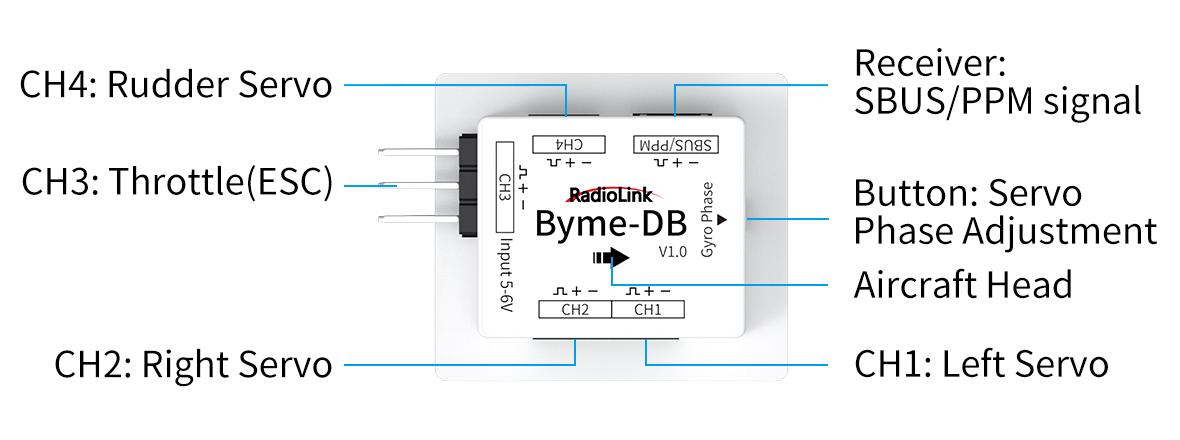 CH4: Rudder Servo
CH3: Throttle(ESC)
CH2: Right Servo
Receiver:
SBUS/PPM signal
Button: Servo
Phase Adjustment
Aircraft Head
CH1: Left Servo
CH4
+ −
SBUS/PPM
+ −
CH3
+ −
Input 5-6V
RadioLink
Byme-DB
V1.0
Gyro Phase
+ −
CH2
+ −
CH1